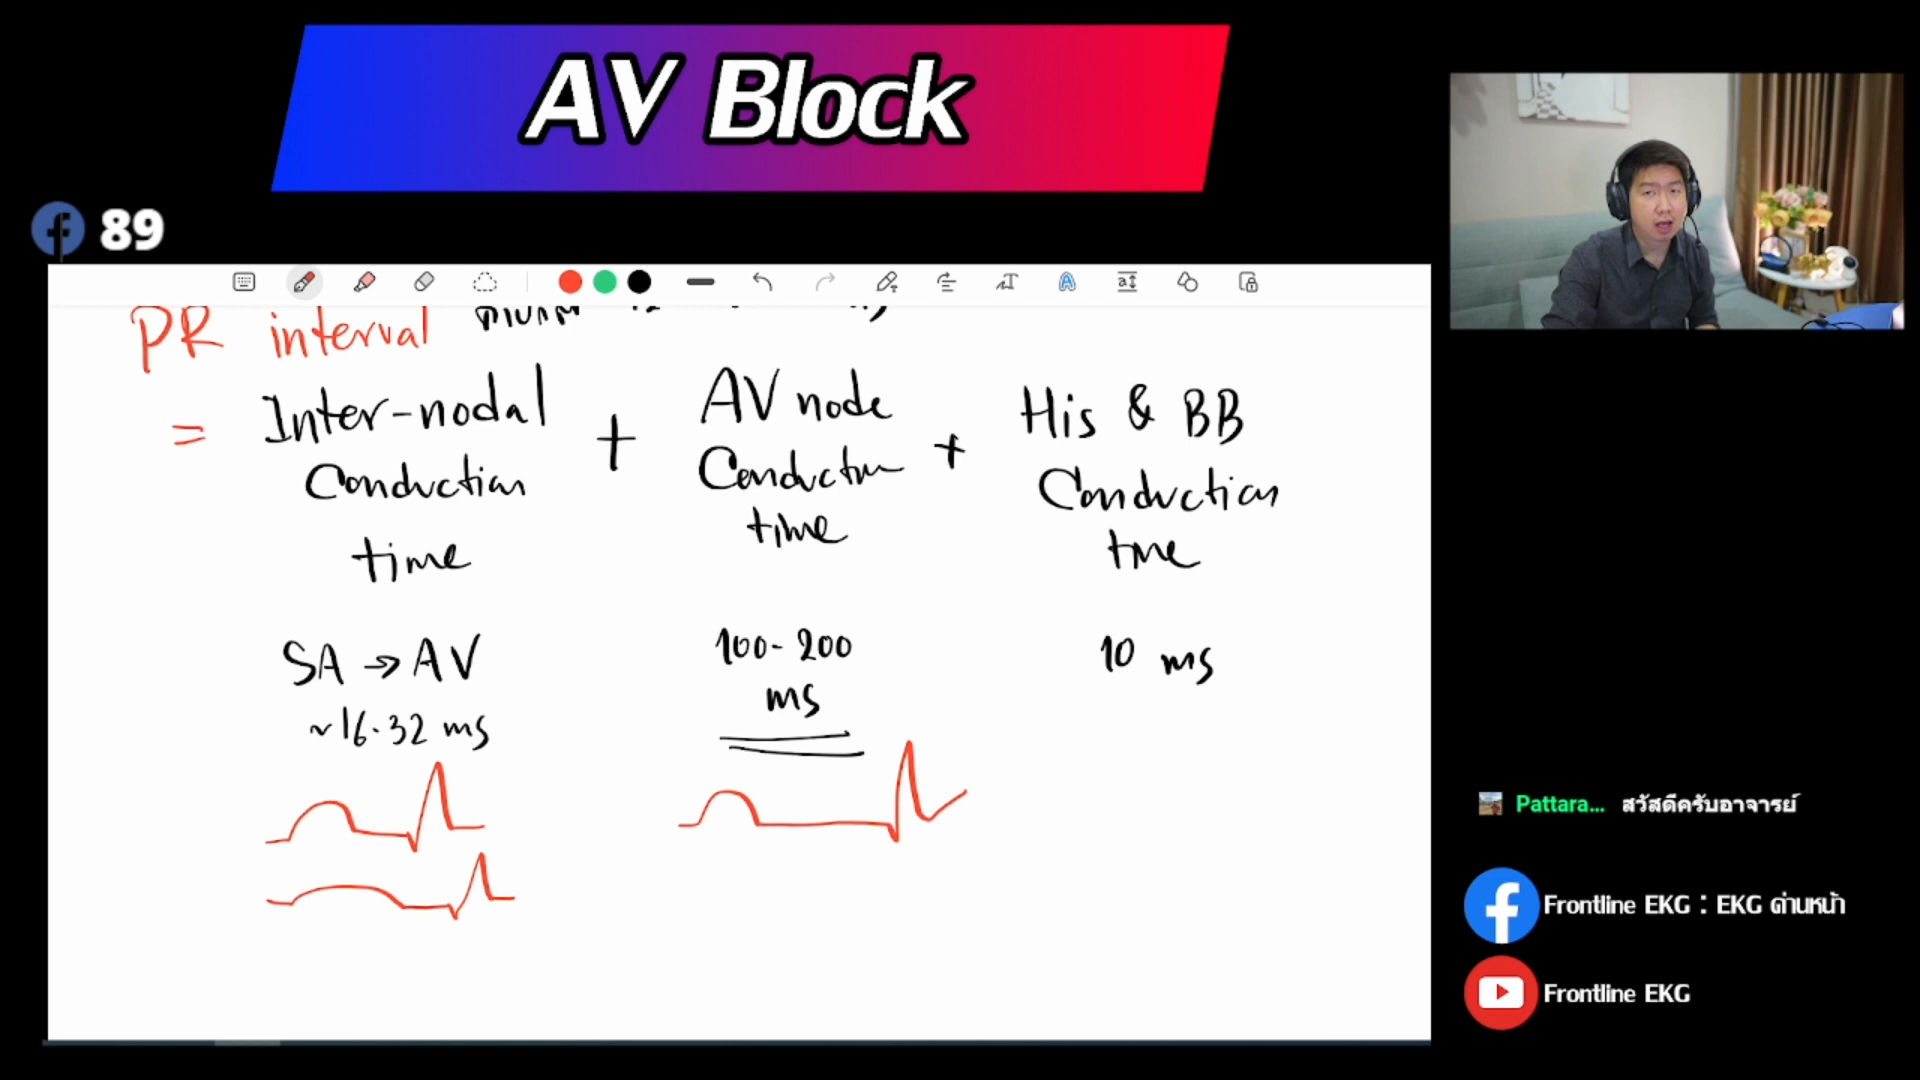 AV Block
89
PR interval
= Inter-nodal + AV node + His & BB
Conduction Conductn Conduction
time time tme
SA → AV 100-200 10 ms
~16.32 ms ms
Pattara... สวัสดีครับอาจารย์
Frontline EKG : EKG ด่านหน้า
Frontline EKG